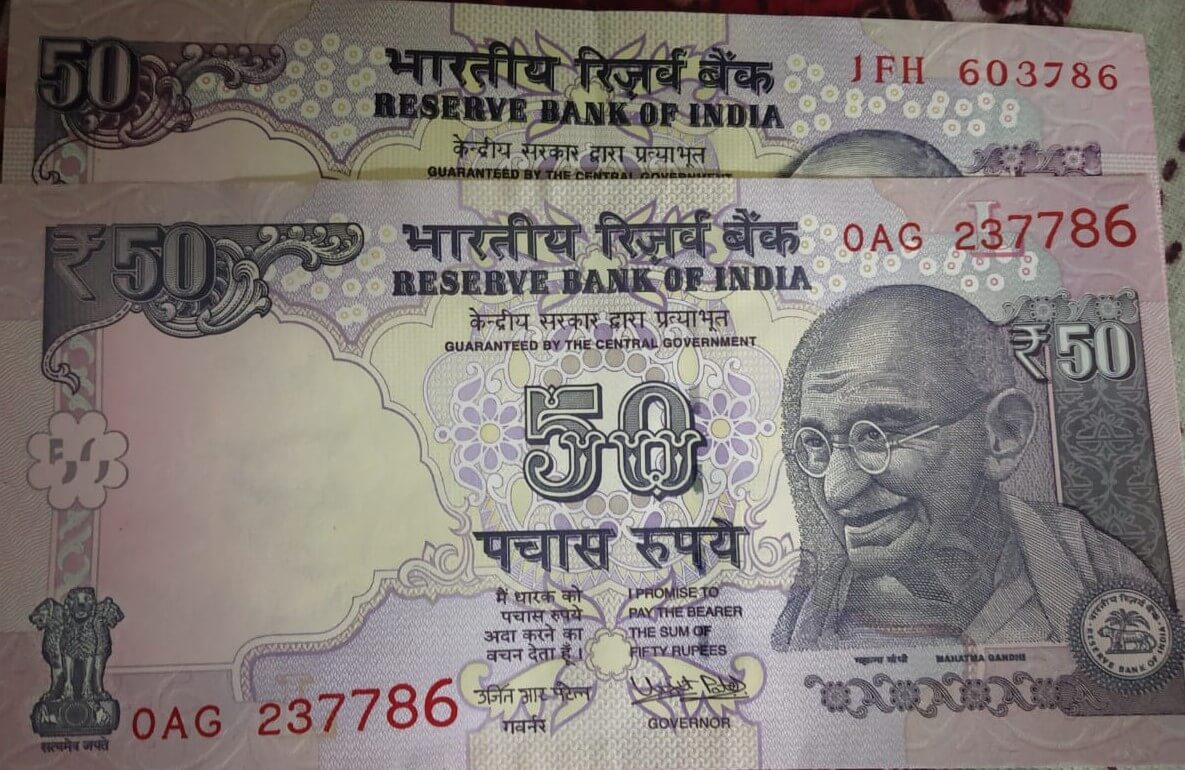 50
भारतीय रिज़र्व बैंक
1FH 603786
RESERVE BANK OF INDIA
केन्द्रीय सरकार द्वारा प्रत्याभूत
GUARANTEED BY THE CENTRAL GOVERNMENT
₹50
भारतीय रिज़र्व बैंक
0AG 237786
L
RESERVE BANK OF INDIA
केन्द्रीय सरकार द्वारा प्रत्याभूत
GUARANTEED BY THE CENTRAL GOVERNMENT
₹50
50
पचास रुपये
मैं धारक को
पचास रुपये
अदा करने का
वचन देता हूँ।
I PROMISE TO
PAY THE BEARER
THE SUM OF
FIFTY RUPEES
उर्जित आर पटेल
गवर्नर
GOVERNOR
महात्मा गांधी
MAHATMA GANDHI
भारतीय रिज़र्व बैंक
RESERVE BANK OF INDIA
0AG 237786
सत्यमेव जयते